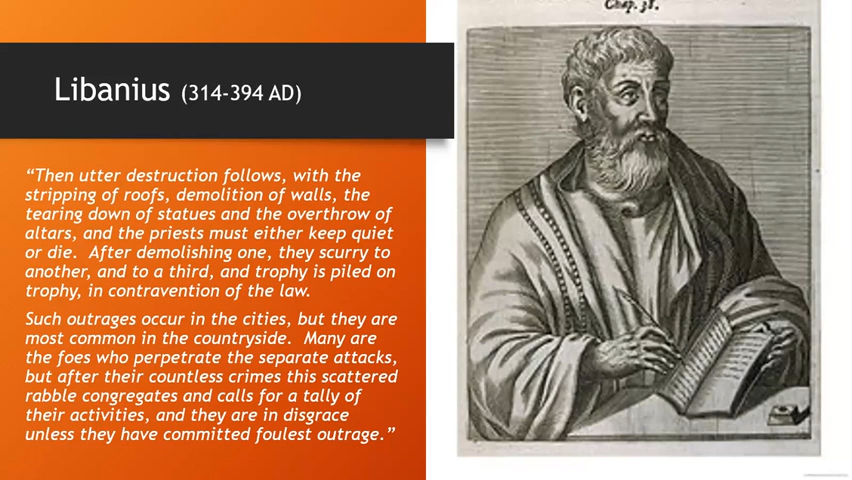 Chap. 38.
Libanius (314-394 AD)
“Then utter destruction follows, with the
stripping of roofs, demolition of walls, the
tearing down of statues and the overthrow of
altars, and the priests must either keep quiet
or die.  After demolishing one, they scurry to
another, and to a third, and trophy is piled on
trophy, in contravention of the law.
Such outrages occur in the cities, but they are
most common in the countryside.  Many are
the foes who perpetrate the separate attacks,
but after their countless crimes this scattered
rabble congregates and calls for a tally of
their activities, and they are in disgrace
unless they have committed foulest outrage.”